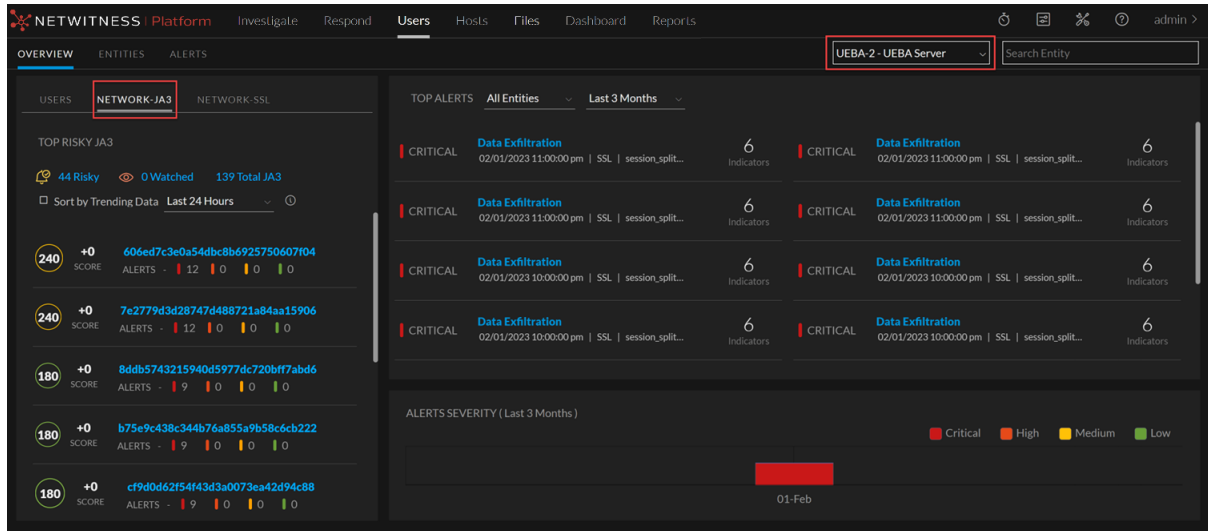 NETWITNESS | Platform Investigate Respond Users Hosts Files Dashboard Reports admin >
OVERVIEW ENTITIES ALERTS UEBA-2 - UEBA Server Search Entity
USERS NETWORK-JA3 NETWORK-SSL
TOP RISKY JA3
44 Risky 0 Watched 139 Total JA3
Sort by Trending Data Last 24 Hours
240 +0 SCORE 606ed7c3e0a54dbc8b6925750607f04
ALERTS - 12 0 0 0
240 +0 SCORE 7e2779d3d28747d488721a84aa15906
ALERTS - 12 0 0 0
180 +0 SCORE 8ddb5743215940d5977dc720bff7abd6
ALERTS - 9 0 0 0
180 +0 SCORE b75e9c438c344b76a855a9b58c6cb222
ALERTS - 9 0 0 0
180 +0 SCORE cf9d0d62f54f43d3a0073ea42d94c88
ALERTS - 9 0 0 0
TOP ALERTS All Entities Last 3 Months
CRITICAL Data Exfiltration 6
02/01/2023 11:00:00 pm | SSL | session_split... Indicators
CRITICAL Data Exfiltration 6
02/01/2023 11:00:00 pm | SSL | session_split... Indicators
CRITICAL Data Exfiltration 6
02/01/2023 11:00:00 pm | SSL | session_split... Indicators
CRITICAL Data Exfiltration 6
02/01/2023 11:00:00 pm | SSL | session_split... Indicators
CRITICAL Data Exfiltration 6
02/01/2023 10:00:00 pm | SSL | session_split... Indicators
CRITICAL Data Exfiltration 6
02/01/2023 10:00:00 pm | SSL | session_split... Indicators
CRITICAL Data Exfiltration 6
02/01/2023 10:00:00 pm | SSL | session_split... Indicators
CRITICAL Data Exfiltration 6
02/01/2023 10:00:00 pm | SSL | session_split... Indicators
ALERTS SEVERITY ( Last 3 Months )
Critical High Medium Low
01-Feb